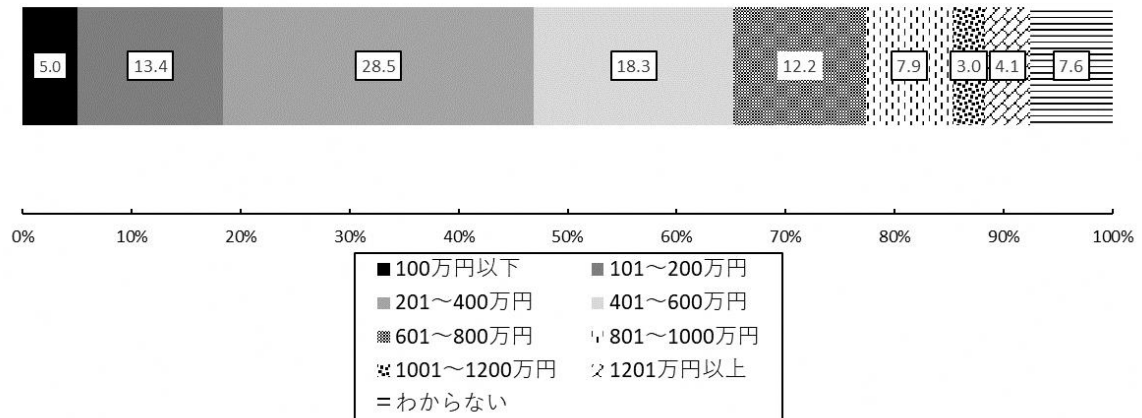 5.0 13.4 28.5 18.3 12.2 7.9 3.0 4.1 7.6
0% 10% 20% 30% 40% 50% 60% 70% 80% 90% 100%
100万円以下 101～200万円
201～400万円 401～600万円
601～800万円 801～1000万円
1001～1200万円 1201万円以上
わからない